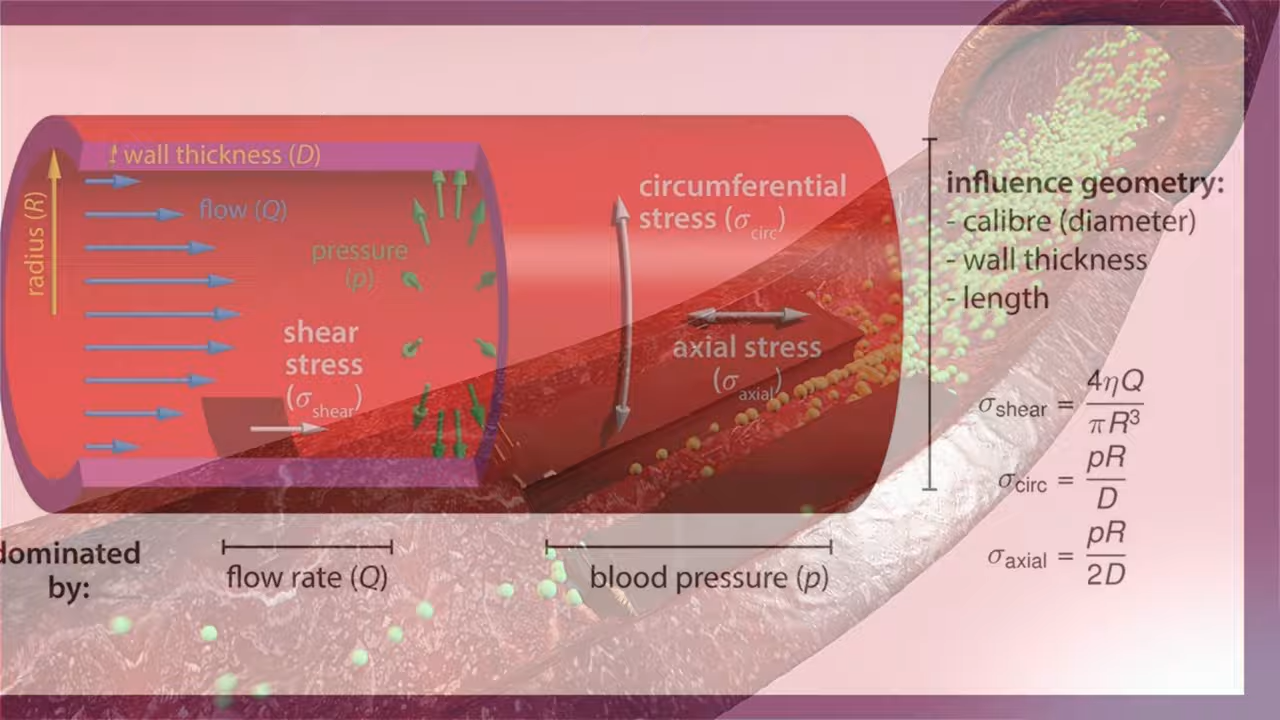 wall thickness (D)
radius (R)
flow (Q)
pressure
(p)
shear
stress
(σshear)
circumferential
stress (σcirc)
axial stress
(σaxial)
influence geometry:
- calibre (diameter)
- wall thickness
- length
σshear = 4ηQ / πR³
σcirc = pR / D
σaxial = pR / 2D
dominated
by:
flow rate (Q)
blood pressure (p)